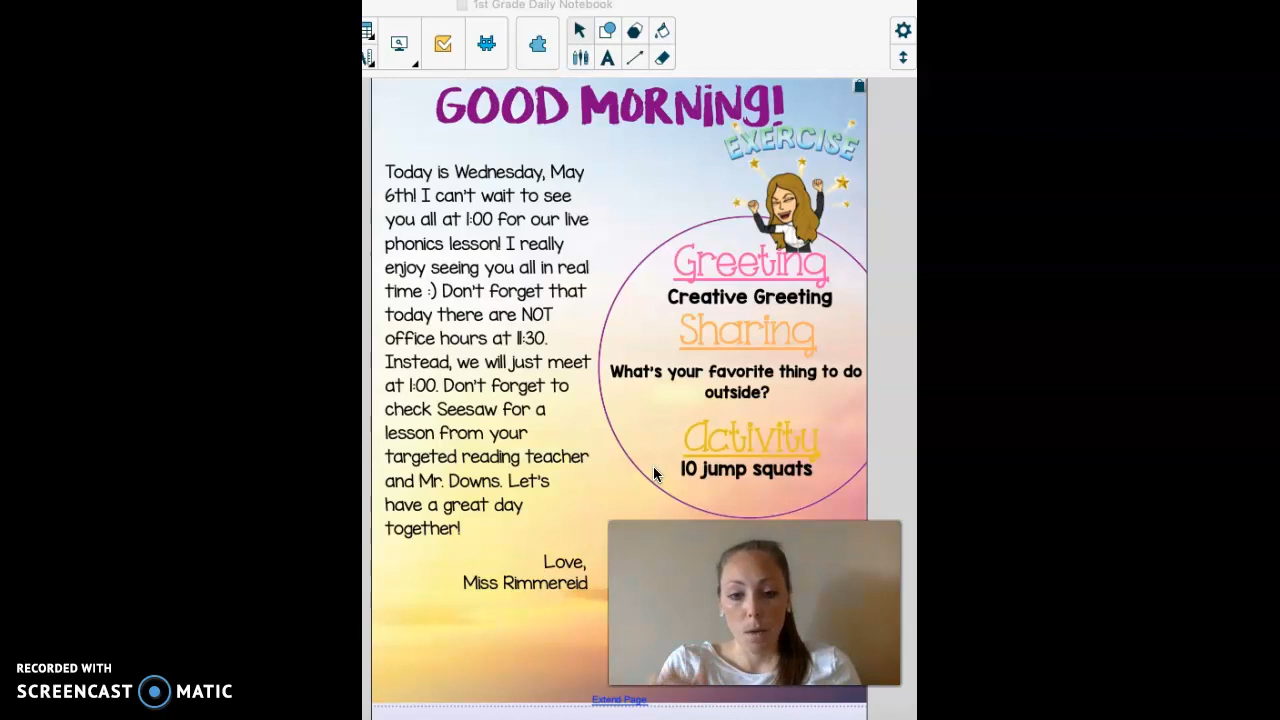 1st Grade Daily Notebook
GOOD MORNING!
EXERCISE
Today is Wednesday, May
6th! I can't wait to see
you all at 1:00 for our live
phonics lesson! I really
enjoy seeing you all in real
time :) Don't forget that
today there are NOT
office hours at 11:30.
Instead, we will just meet
at 1:00. Don't forget to
check Seesaw for a
lesson from your
targeted reading teacher
and Mr. Downs. Let's
have a great day
together!
Love,
Miss Rimmereid
Greeting
Creative Greeting
Sharing
What's your favorite thing to do
outside?
Activity
10 jump squats
Extend Page
RECORDED WITH
SCREENCAST MATIC